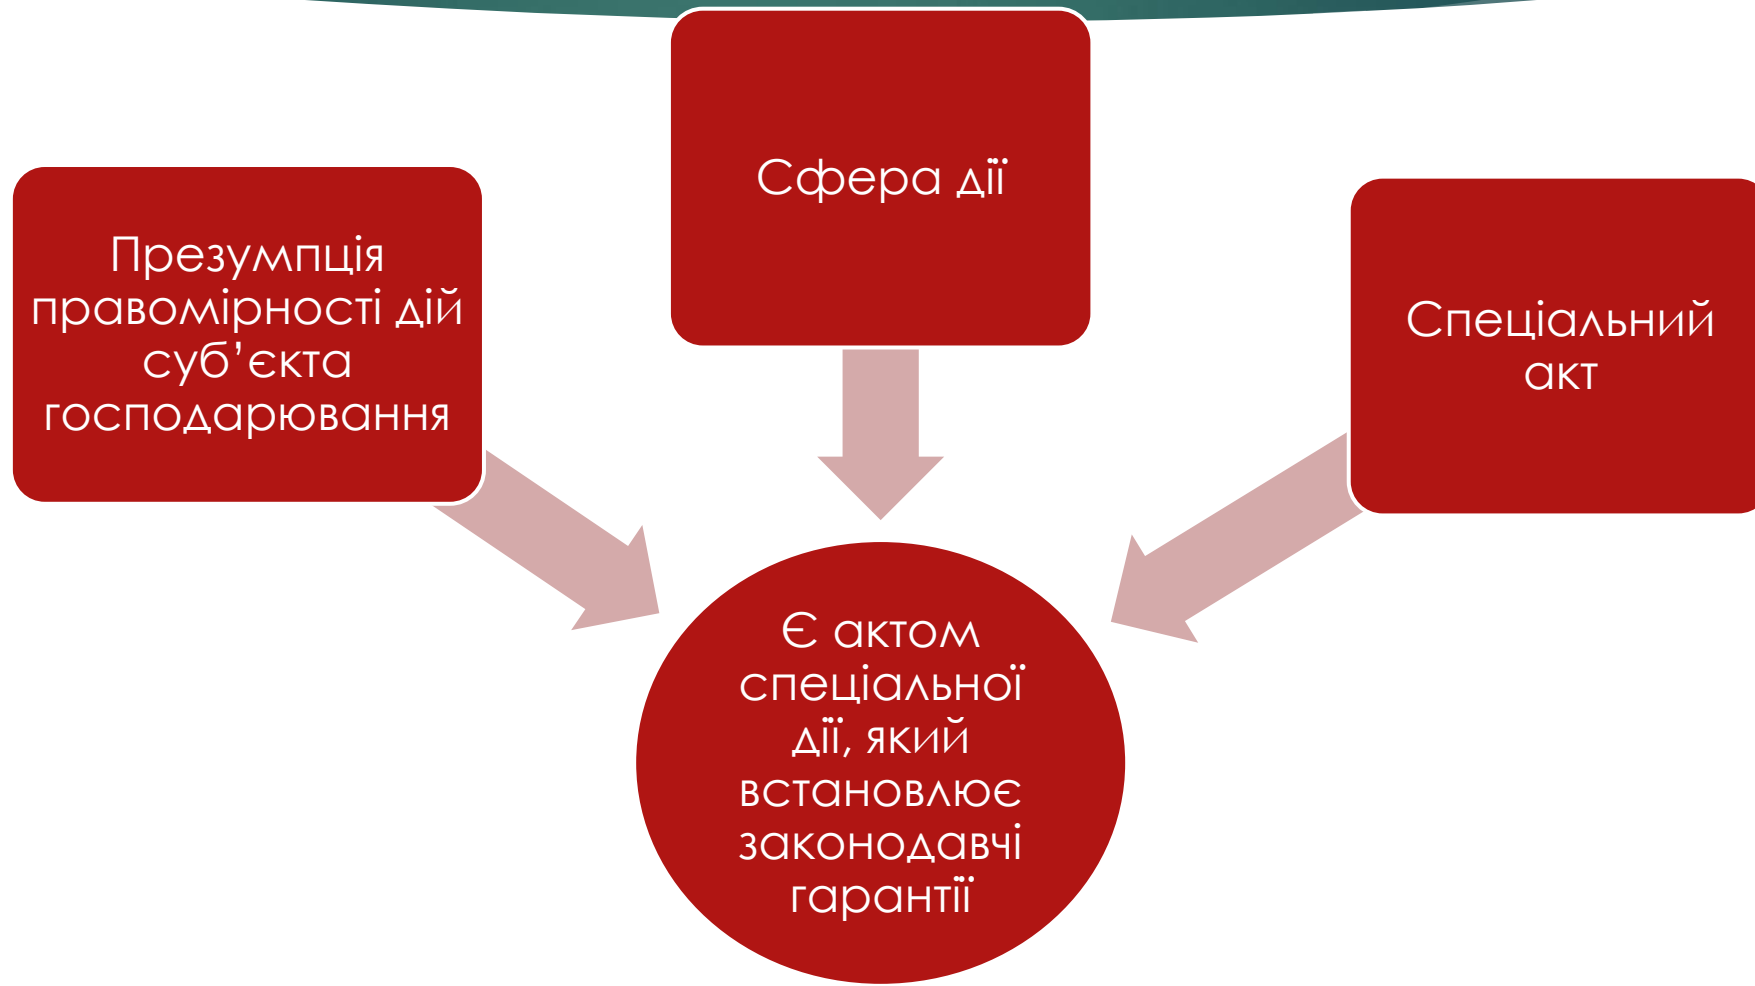 Сфера дії
Презумпція
правомірності дій
суб’єкта
господарювання
Спеціальний
акт
Є актом
спеціальної
дії, який
встановлює
законодавчі
гарантії